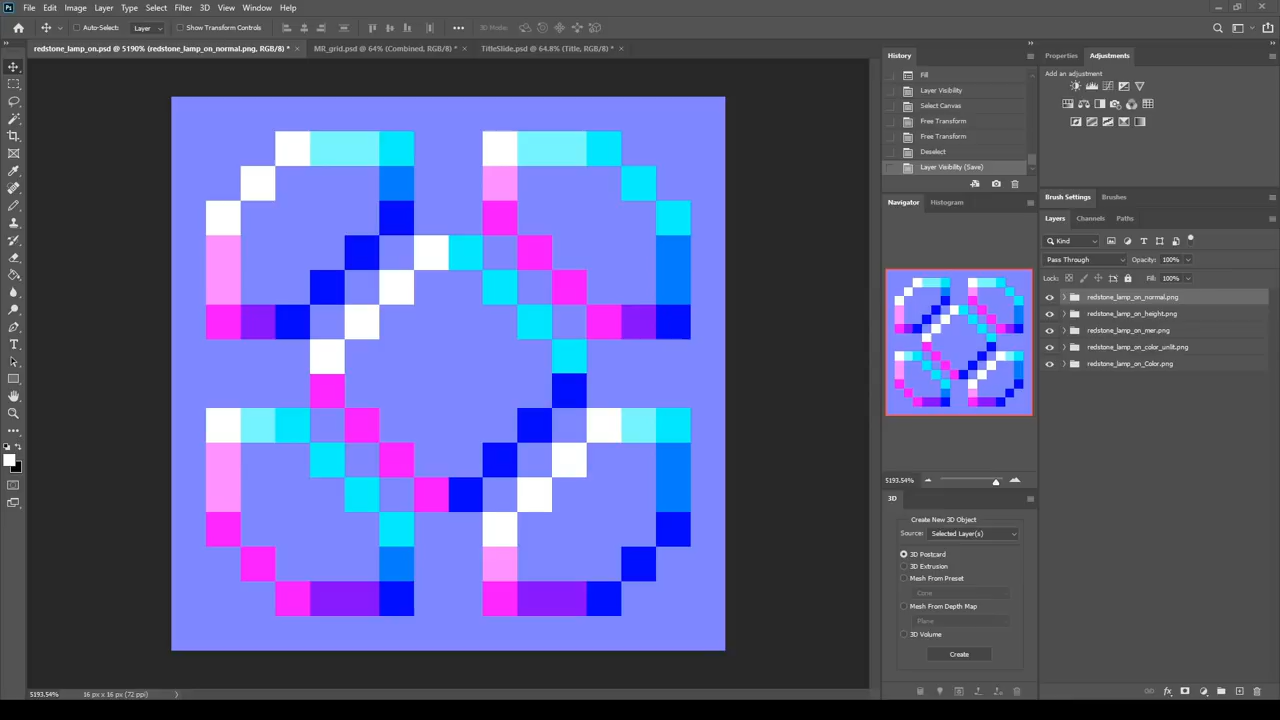 Ps File Edit Image Layer Type Select Filter 3D View Window Help
Auto-Select: Layer Show Transform Controls 3D Mode:
redstone_lamp_on.psd @ 5190% (redstone_lamp_on_normal.png, RGB/8) * × MR_grid.psd @ 64% (Combined, RGB/8) * × TitleSlide.psd @ 64.8% (Title, RGB/8) * ×
History
Fill
Layer Visibility
Select Canvas
Free Transform
Free Transform
Deselect
Layer Visibility (Save)
Navigator Histogram
5193.54%
3D
Create New 3D Object
Source: Selected Layer(s)
3D Postcard
3D Extrusion
Mesh From Preset
Cone
Mesh From Depth Map
Plane
3D Volume
Create
Properties Adjustments
Add an adjustment
Brush Settings Brushes
Layers Channels Paths
Kind
Pass Through Opacity: 100%
Lock: Fill: 100%
redstone_lamp_on_normal.png
redstone_lamp_on_height.png
redstone_lamp_on_mer.png
redstone_lamp_on_color_unlit.png
redstone_lamp_on_Color.png
T
5193.54% 16 px x 16 px (72 ppi)
fx